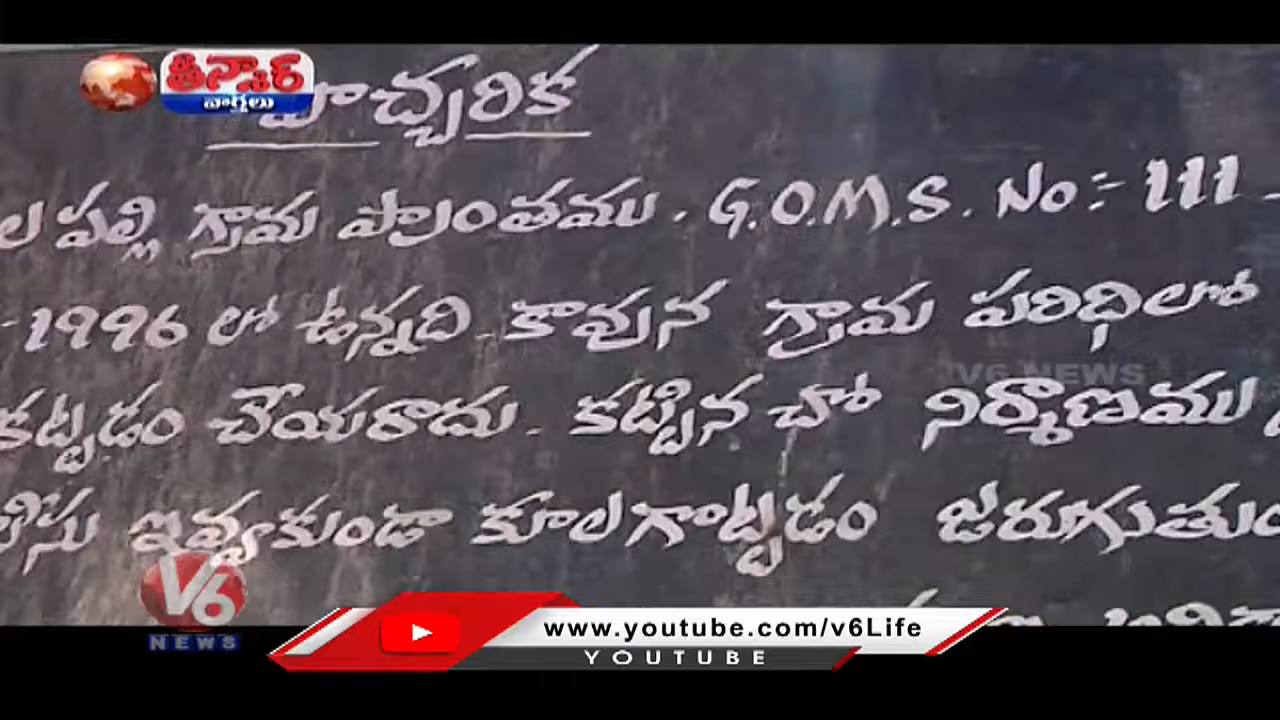 తీన్మార్
వార్తలు
హెచ్చరిక
పల్లి గ్రామ ప్రాంతము. G.O.M.S. No:- 111 -
-1996 లో ఉన్నది. కావున గ్రామ పరిధిలో
కట్టడం చేయరాదు. కట్టిన చో నిర్మాణము
ఇవ్వకుండా కూలగొట్టడం జరుగుతుం
V6 NEWS
V6
NEWS
www.youtube.com/v6Life
YOUTUBE